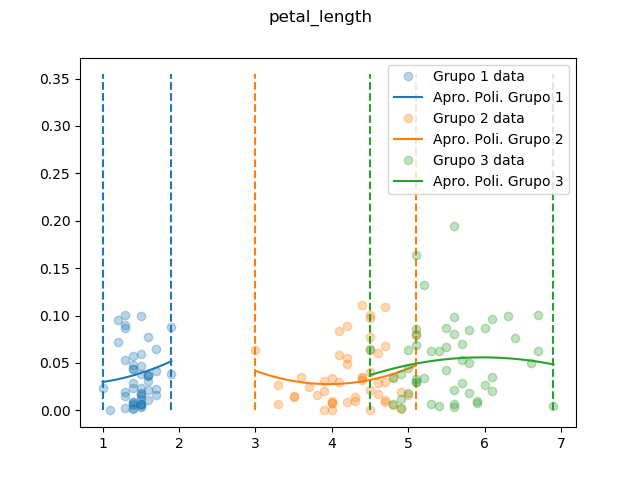 petal_length
0.35
0.30
0.25
0.20
0.15
0.10
0.05
0.00
Grupo 1 data
Apro. Poli. Grupo 1
Grupo 2 data
Apro. Poli. Grupo 2
Grupo 3 data
Apro. Poli. Grupo 3
1 2 3 4 5 6 7